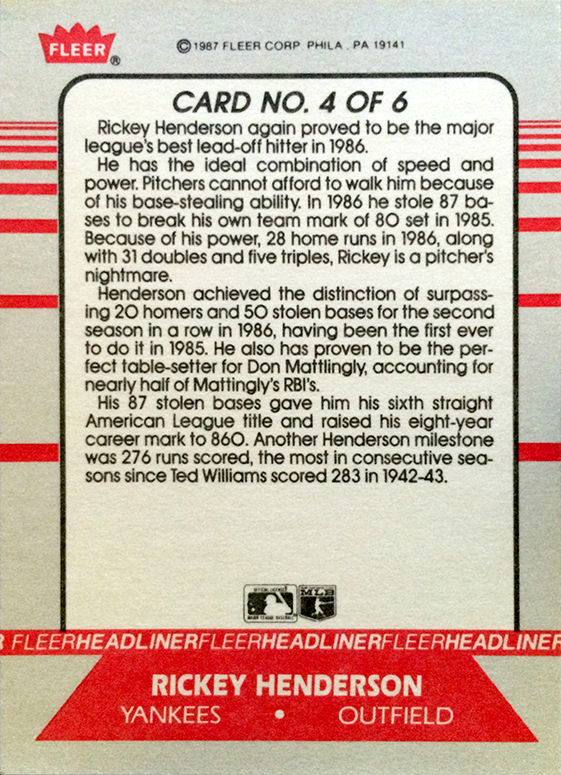 FLEER®
© 1987 FLEER CORP. PHILA., PA 19141
CARD NO. 4 OF 6
Rickey Henderson again proved to be the major
league's best lead-off hitter in 1986.
He has the ideal combination of speed and
power. Pitchers cannot afford to walk him because
of his base-stealing ability. In 1986 he stole 87 ba-
ses to break his own team mark of 80 set in 1985.
Because of his power, 28 home runs in 1986, along
with 31 doubles and five triples, Rickey is a pitcher's
nightmare.
Henderson achieved the distinction of surpass-
ing 20 homers and 50 stolen bases for the second
season in a row in 1986, having been the first ever
to do it in 1985. He also has proven to be the per-
fect table-setter for Don Mattlingly, accounting for
nearly half of Mattingly's RBI's.
His 87 stolen bases gave him his sixth straight
American League title and raised his eight-year
career mark to 860. Another Henderson milestone
was 276 runs scored, the most in consecutive sea-
sons since Ted Williams scored 283 in 1942-43.
MLB
R FLEERHEADLINERFLEERHEADLINERFLEERHEADLINER
RICKEY HENDERSON
YANKEES • OUTFIELD